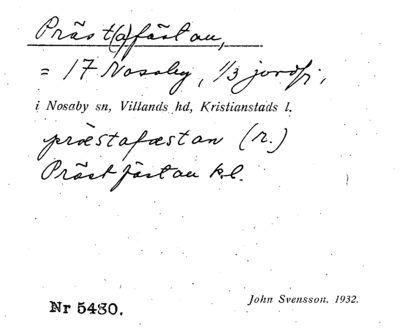 Präst(a)fästan,
= 17 Nosaby, 1/3 jordfr,
i Nosaby sn, Villands hd, Kristianstads l.
præstafæstan (r.)
Prästfästan kl.
John Svensson. 1932.
Nr 5480.